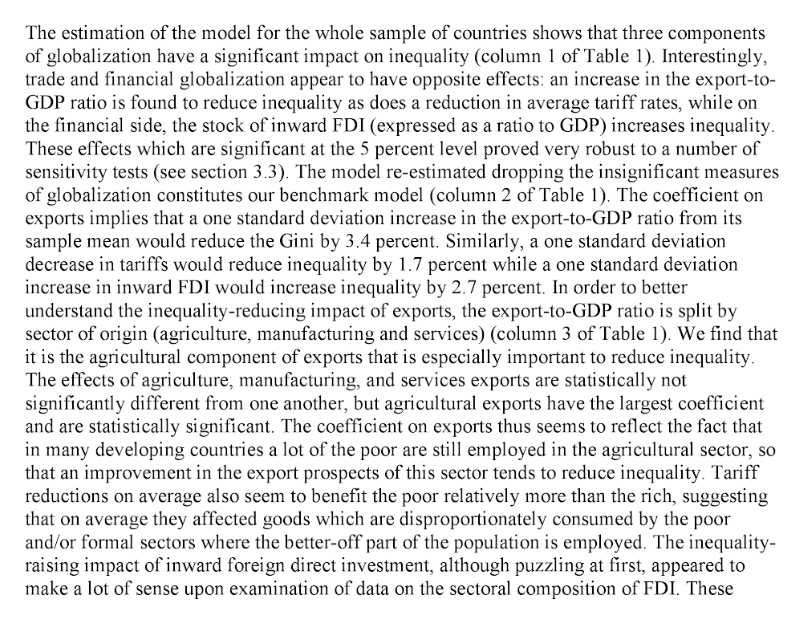 The estimation of the model for the whole sample of countries shows that three components
of globalization have a significant impact on inequality (column 1 of Table 1). Interestingly,
trade and financial globalization appear to have opposite effects: an increase in the export-to-
GDP ratio is found to reduce inequality as does a reduction in average tariff rates, while on
the financial side, the stock of inward FDI (expressed as a ratio to GDP) increases inequality.
These effects which are significant at the 5 percent level proved very robust to a number of
sensitivity tests (see section 3.3). The model re-estimated dropping the insignificant measures
of globalization constitutes our benchmark model (column 2 of Table 1). The coefficient on
exports implies that a one standard deviation increase in the export-to-GDP ratio from its
sample mean would reduce the Gini by 3.4 percent. Similarly, a one standard deviation
decrease in tariffs would reduce inequality by 1.7 percent while a one standard deviation
increase in inward FDI would increase inequality by 2.7 percent. In order to better
understand the inequality-reducing impact of exports, the export-to-GDP ratio is split by
sector of origin (agriculture, manufacturing and services) (column 3 of Table 1). We find that
it is the agricultural component of exports that is especially important to reduce inequality.
The effects of agriculture, manufacturing, and services exports are statistically not
significantly different from one another, but agricultural exports have the largest coefficient
and are statistically significant. The coefficient on exports thus seems to reflect the fact that
in many developing countries a lot of the poor are still employed in the agricultural sector, so
that an improvement in the export prospects of this sector tends to reduce inequality. Tariff
reductions on average also seem to benefit the poor relatively more than the rich, suggesting
that on average they affected goods which are disproportionately consumed by the poor
and/or formal sectors where the better-off part of the population is employed. The inequality-
raising impact of inward foreign direct investment, although puzzling at first, appeared to
make a lot of sense upon examination of data on the sectoral composition of FDI. These